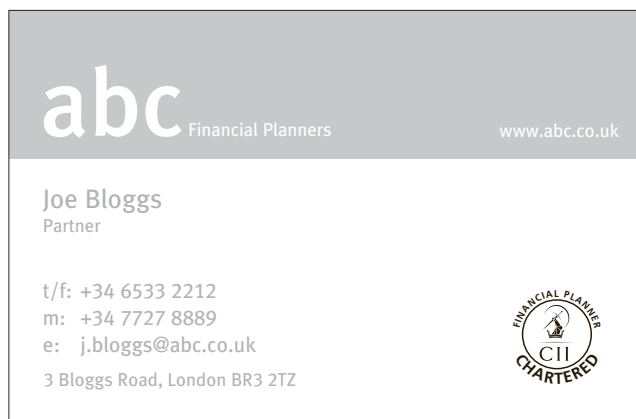 abc Financial Planners www.abc.co.uk
Joe Bloggs
Partner
t/f: +34 6533 2212
m: +34 7727 8889
e: j.bloggs@abc.co.uk
3 Bloggs Road, London BR3 2TZ
FINANCIAL PLANNER
CII
CHARTERED